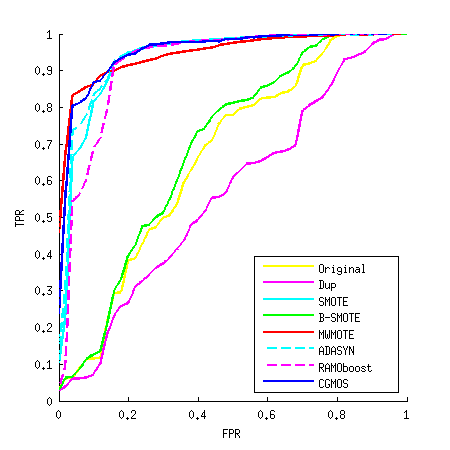 1
0.9
0.8
0.7
0.6
0.5
0.4
0.3
0.2
0.1
0
TPR
0 0.2 0.4 0.6 0.8 1
FPR
Original
Dup
SMOTE
B-SMOTE
MWMOTE
ADASYN
RAMOboost
CGMOS